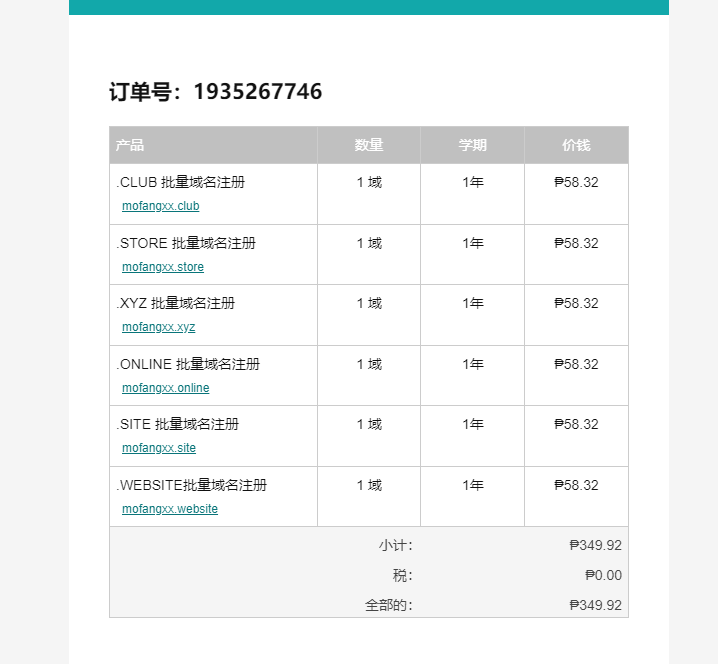 订单号：1935267746
产品 数量 学期 价钱
.CLUB 批量域名注册 1 域 1年 ₱58.32
mofangxx.club
.STORE 批量域名注册 1 域 1年 ₱58.32
mofangxx.store
.XYZ 批量域名注册 1 域 1年 ₱58.32
mofangxx.xyz
.ONLINE 批量域名注册 1 域 1年 ₱58.32
mofangxx.online
.SITE 批量域名注册 1 域 1年 ₱58.32
mofangxx.site
.WEBSITE批量域名注册 1 域 1年 ₱58.32
mofangxx.website
小计： ₱349.92
税： ₱0.00
全部的： ₱349.92